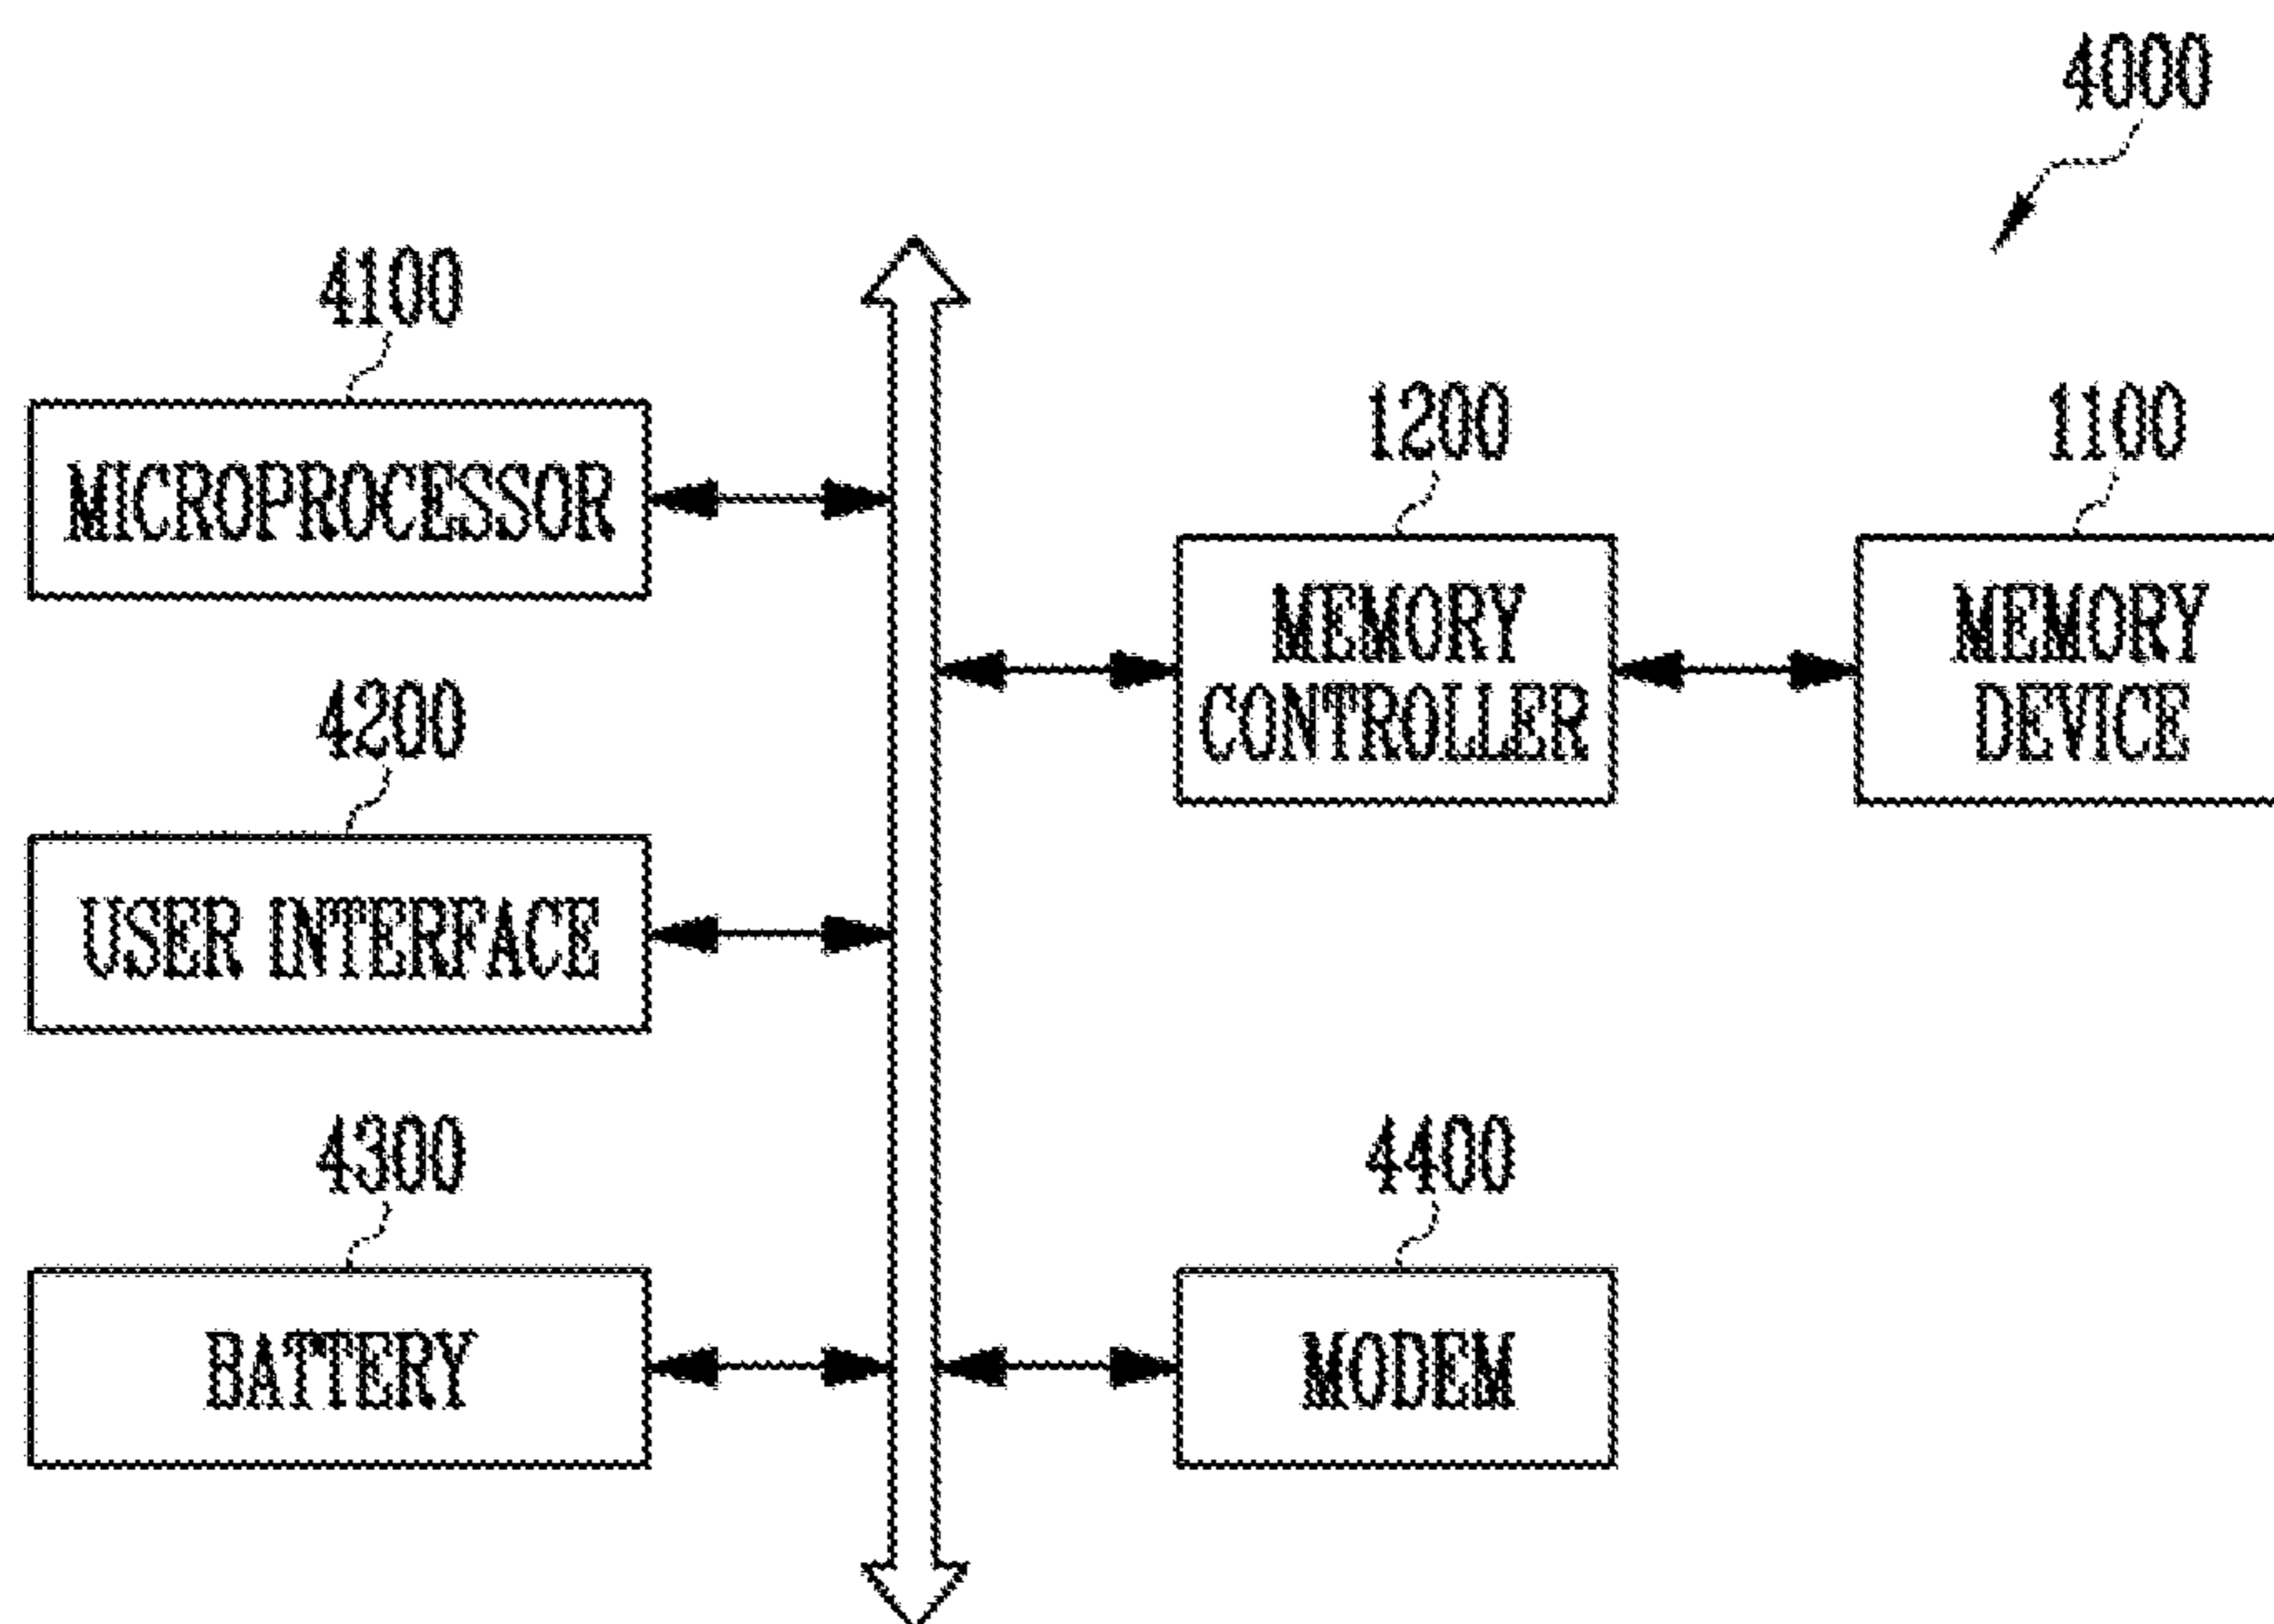 4000
4100
MICROPROCESSOR
1200
MEMORY
CONTROLLER
1100
MEMORY
DEVICE
4200
USER INTERFACE
4300
BATTERY
4400
MODEM